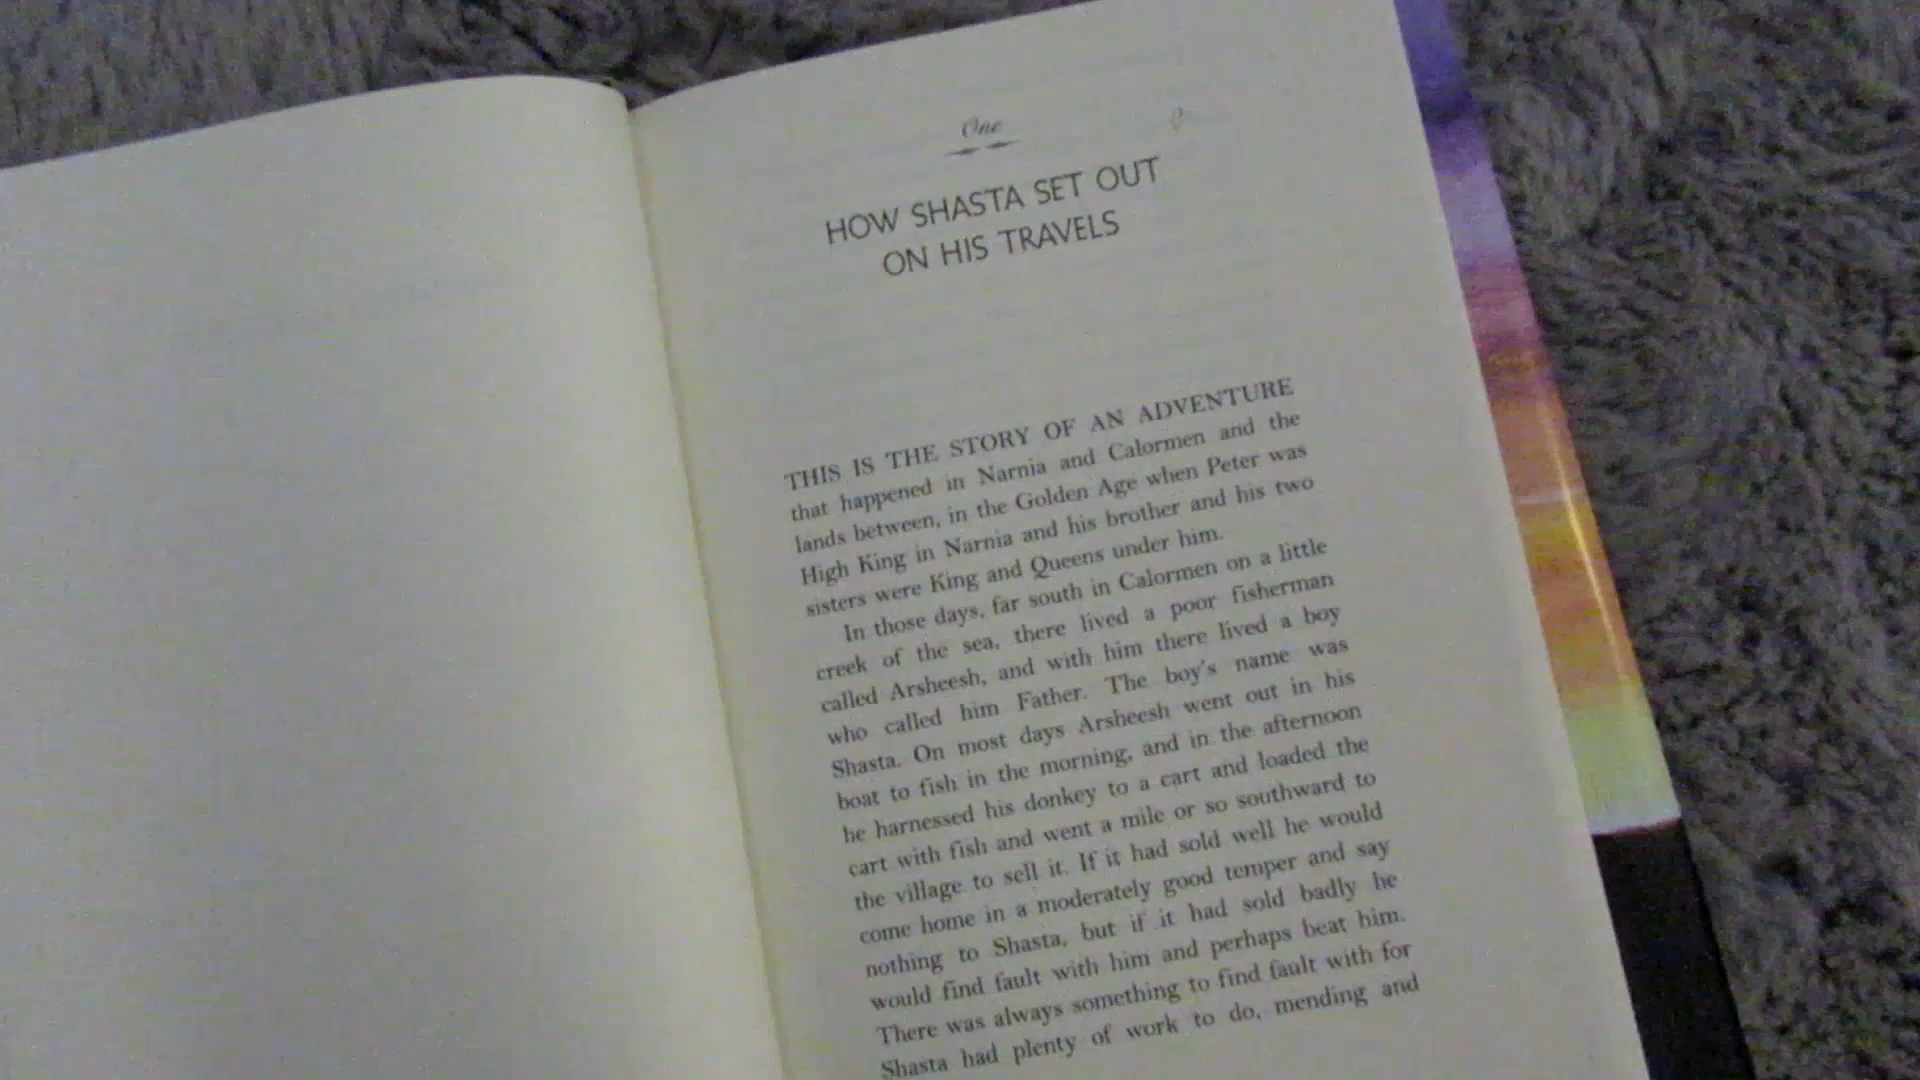 One
HOW SHASTA SET OUT
ON HIS TRAVELS
THIS IS THE STORY OF AN ADVENTURE
that happened in Narnia and Calormen and the
lands between, in the Golden Age when Peter was
High King in Narnia and his brother and his two
sisters were King and Queens under him.
In those days, far south in Calormen on a little
creek of the sea, there lived a poor fisherman
called Arsheesh, and with him there lived a boy
who called him Father. The boy's name was
Shasta. On most days Arsheesh went out in his
boat to fish in the morning, and in the afternoon
he harnessed his donkey to a cart and loaded the
cart with fish and went a mile or so southward to
the village to sell it. If it had sold well he would
come home in a moderately good temper and say
nothing to Shasta, but if it had sold badly he
would find fault with him and perhaps beat him.
There was always something to find fault with for
Shasta had plenty of work to do, mending and